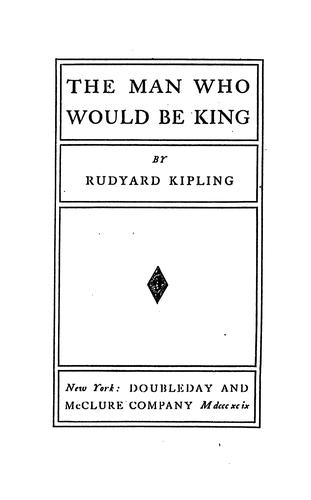 THE MAN WHO
WOULD BE KING
BY
RUDYARD KIPLING
New York: DOUBLEDAY AND
McCLURE COMPANY Mdcccxcix